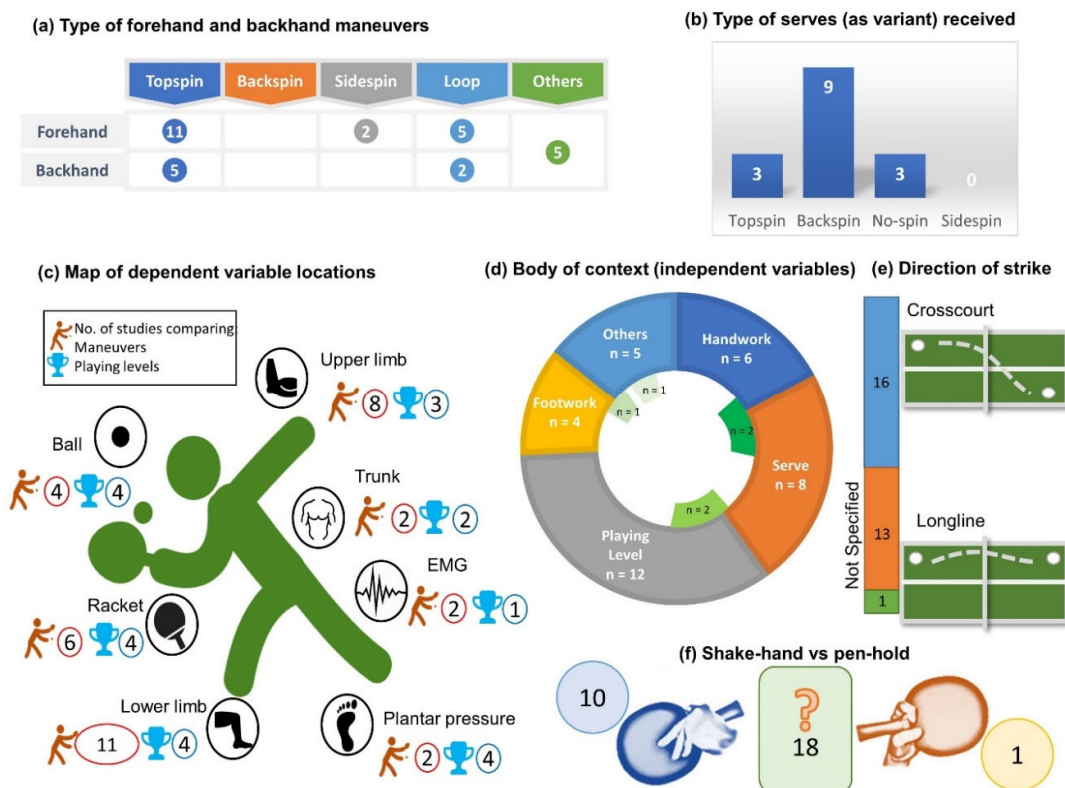 (a) Type of forehand and backhand maneuvers
Topspin Backspin Sidespin Loop Others
Forehand 11 2 5
5
Backhand 5 2
(b) Type of serves (as variant) received
3 9 3 0
Topspin Backspin No-spin Sidespin
(c) Map of dependent variable locations
No. of studies comparing:
Maneuvers
Playing levels
Upper limb
8 3
Ball
4 4
Trunk
2 2
EMG
2 1
Racket
6 4
Lower limb
11 4
Plantar pressure
2 4
(d) Body of context (independent variables)
Others
n = 5
Handwork
n = 6
Footwork
n = 4
Serve
n = 8
Playing
Level
n = 12
n = 1
n = 1
n = 2
n = 2
(e) Direction of strike
Crosscourt
16
Longline
13
Not Specified
1
(f) Shake-hand vs pen-hold
10
?
18
1